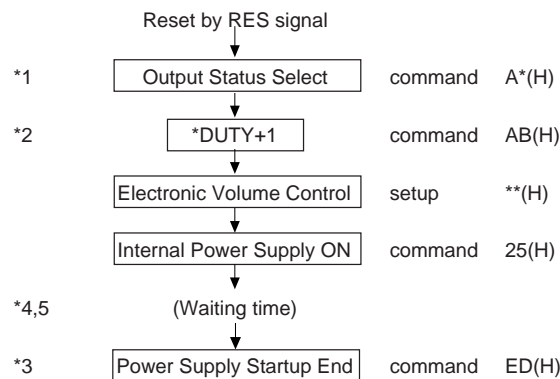 Reset by RES signal
*1 Output Status Select command A*(H)
*2 *DUTY+1 command AB(H)
Electronic Volume Control setup **(H)
Internal Power Supply ON command 25(H)
*4,5 (Waiting time)
*3 Power Supply Startup End command ED(H)